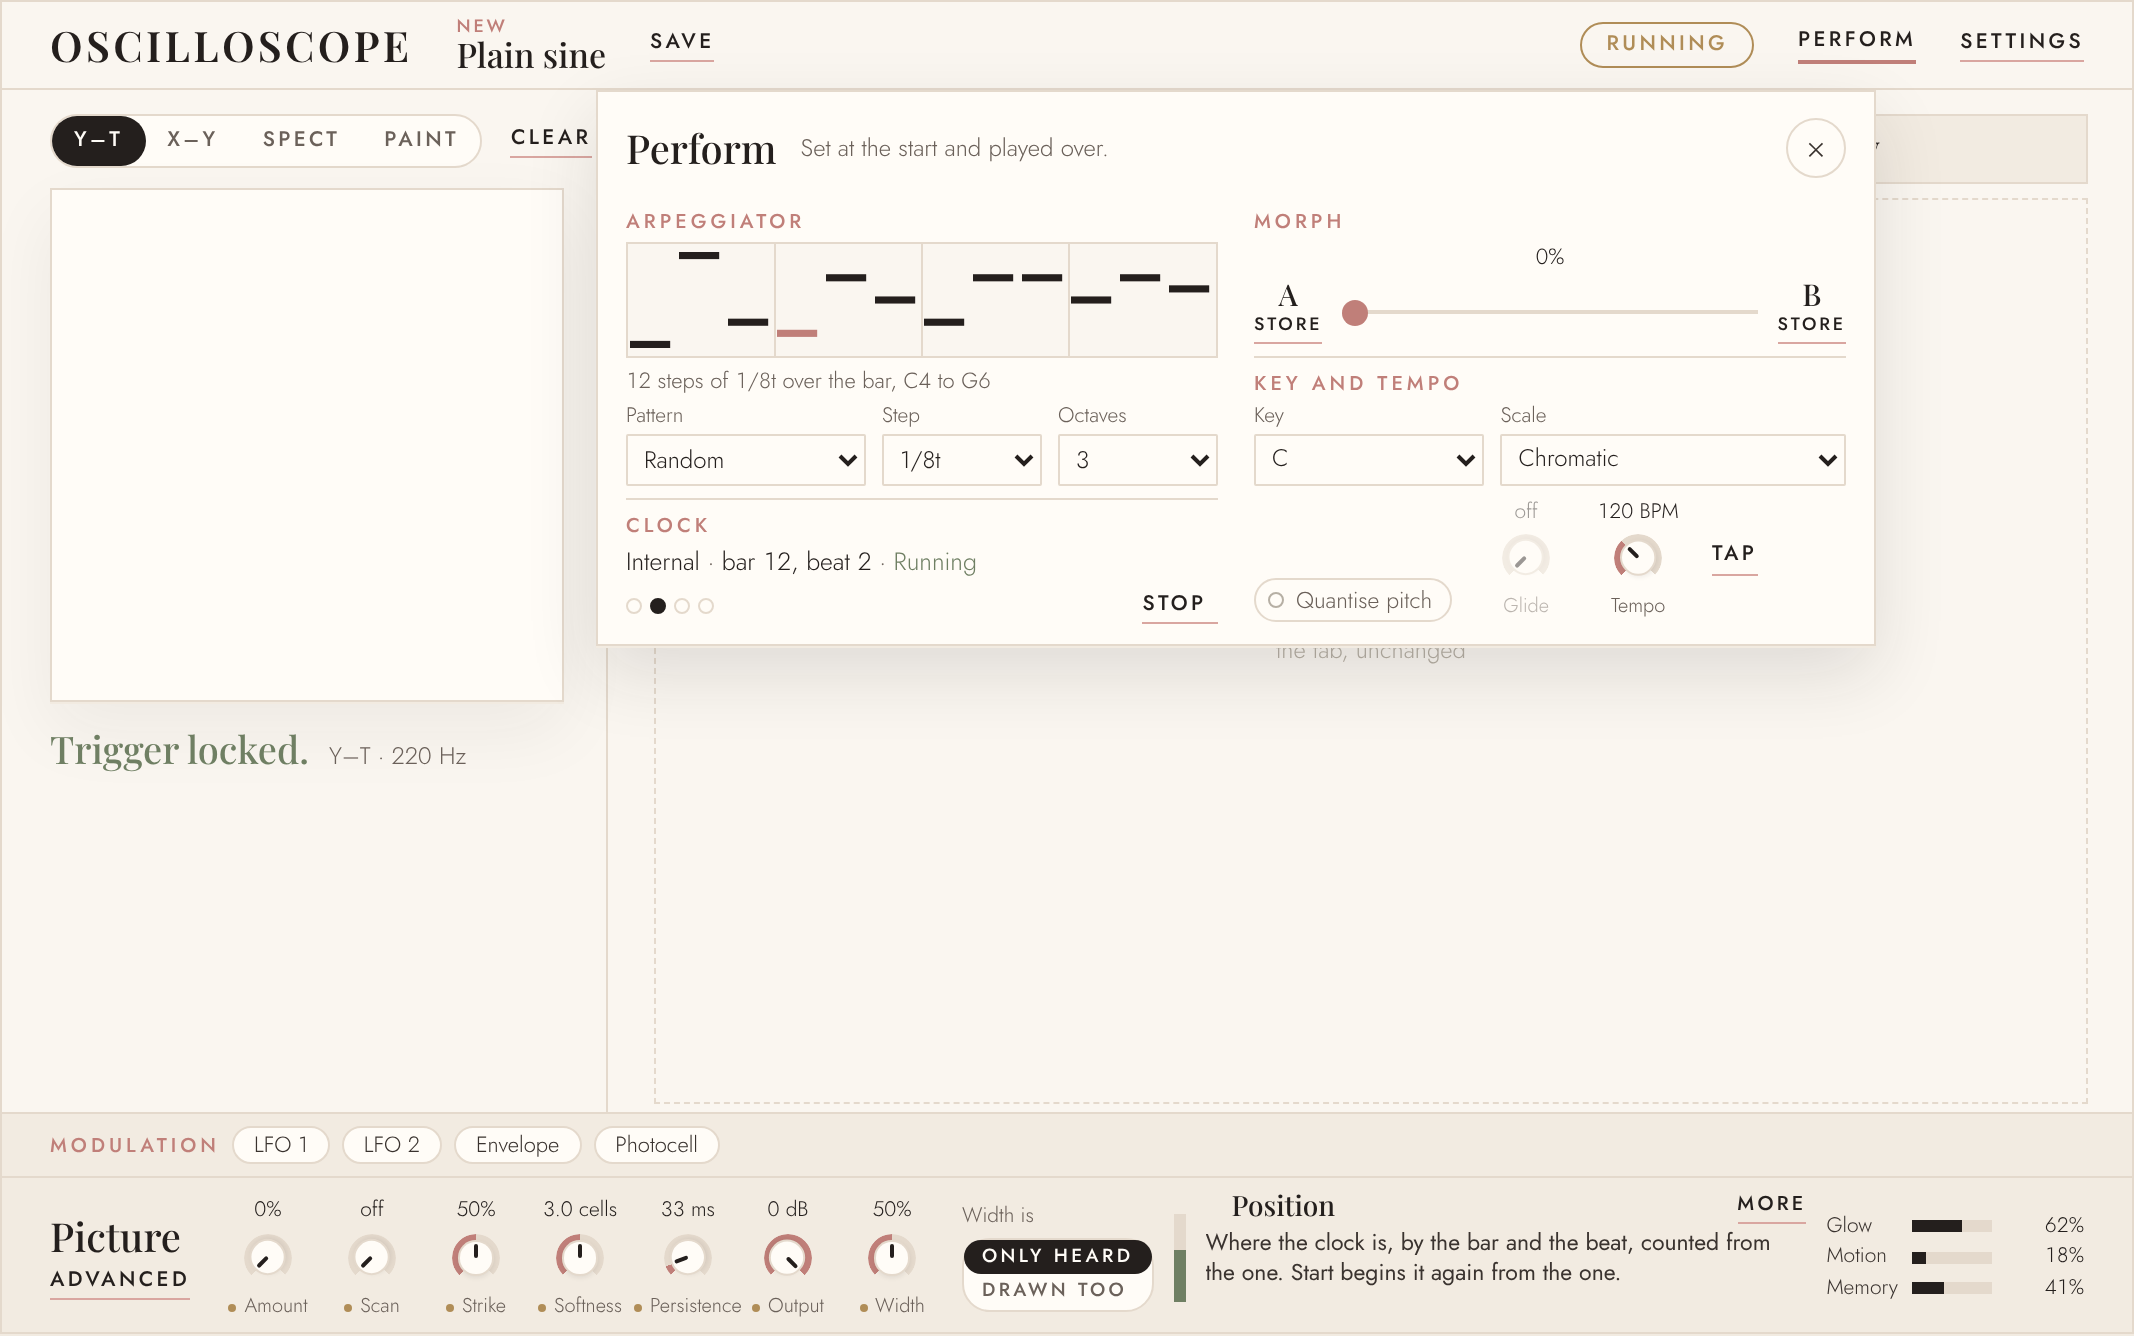 OSCILLOSCOPE
NEW
Plain sine
SAVE
RUNNING
PERFORM
SETTINGS
Y–T
X–Y
SPECT
PAINT
CLEAR
Perform
Set at the start and played over.
×
ARPEGGIATOR
12 steps of 1/8t over the bar, C4 to G6
Pattern
Step
Octaves
Random
1/8t
3
CLOCK
Internal · bar 12, beat 2 · Running
STOP
MORPH
0%
A
STORE
B
STORE
KEY AND TEMPO
Key
Scale
C
Chromatic
off
120 BPM
TAP
Quantise pitch
Glide
Tempo
the tab, unchanged
Trigger locked.
Y–T · 220 Hz
MODULATION
LFO 1
LFO 2
Envelope
Photocell
Picture
ADVANCED
0%
off
50%
3.0 cells
33 ms
0 dB
50%
Amount
Scan
Strike
Softness
Persistence
Output
Width
Width is
ONLY HEARD
DRAWN TOO
Position
MORE
Where the clock is, by the bar and the beat, counted from
the one. Start begins it again from the one.
Glow
62%
Motion
18%
Memory
41%